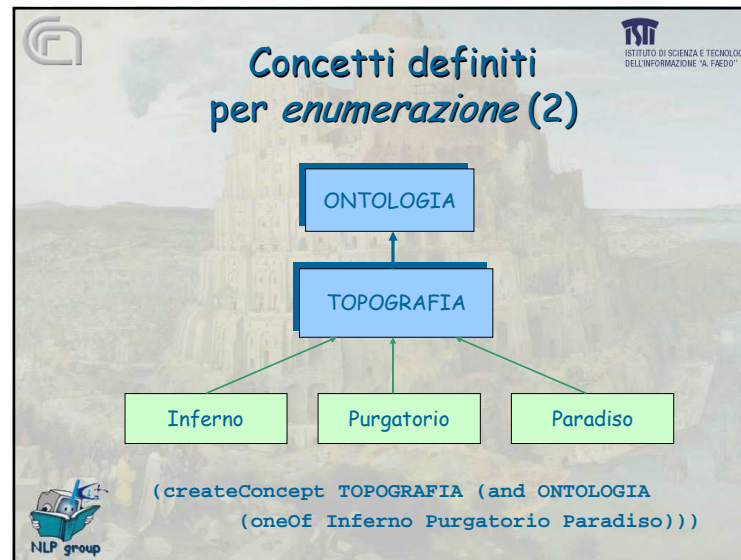 ISTI
ISTITUTO DI SCIENZA E TECNOLOG
DELL'INFORMAZIONE "A. FAEDO"
Concetti definiti
per enumerazione (2)
ONTOLOGIA
TOPOGRAFIA
Inferno Purgatorio Paradiso
(createConcept TOPOGRAFIA (and ONTOLOGIA
(oneOf Inferno Purgatorio Paradiso)))
NLP group